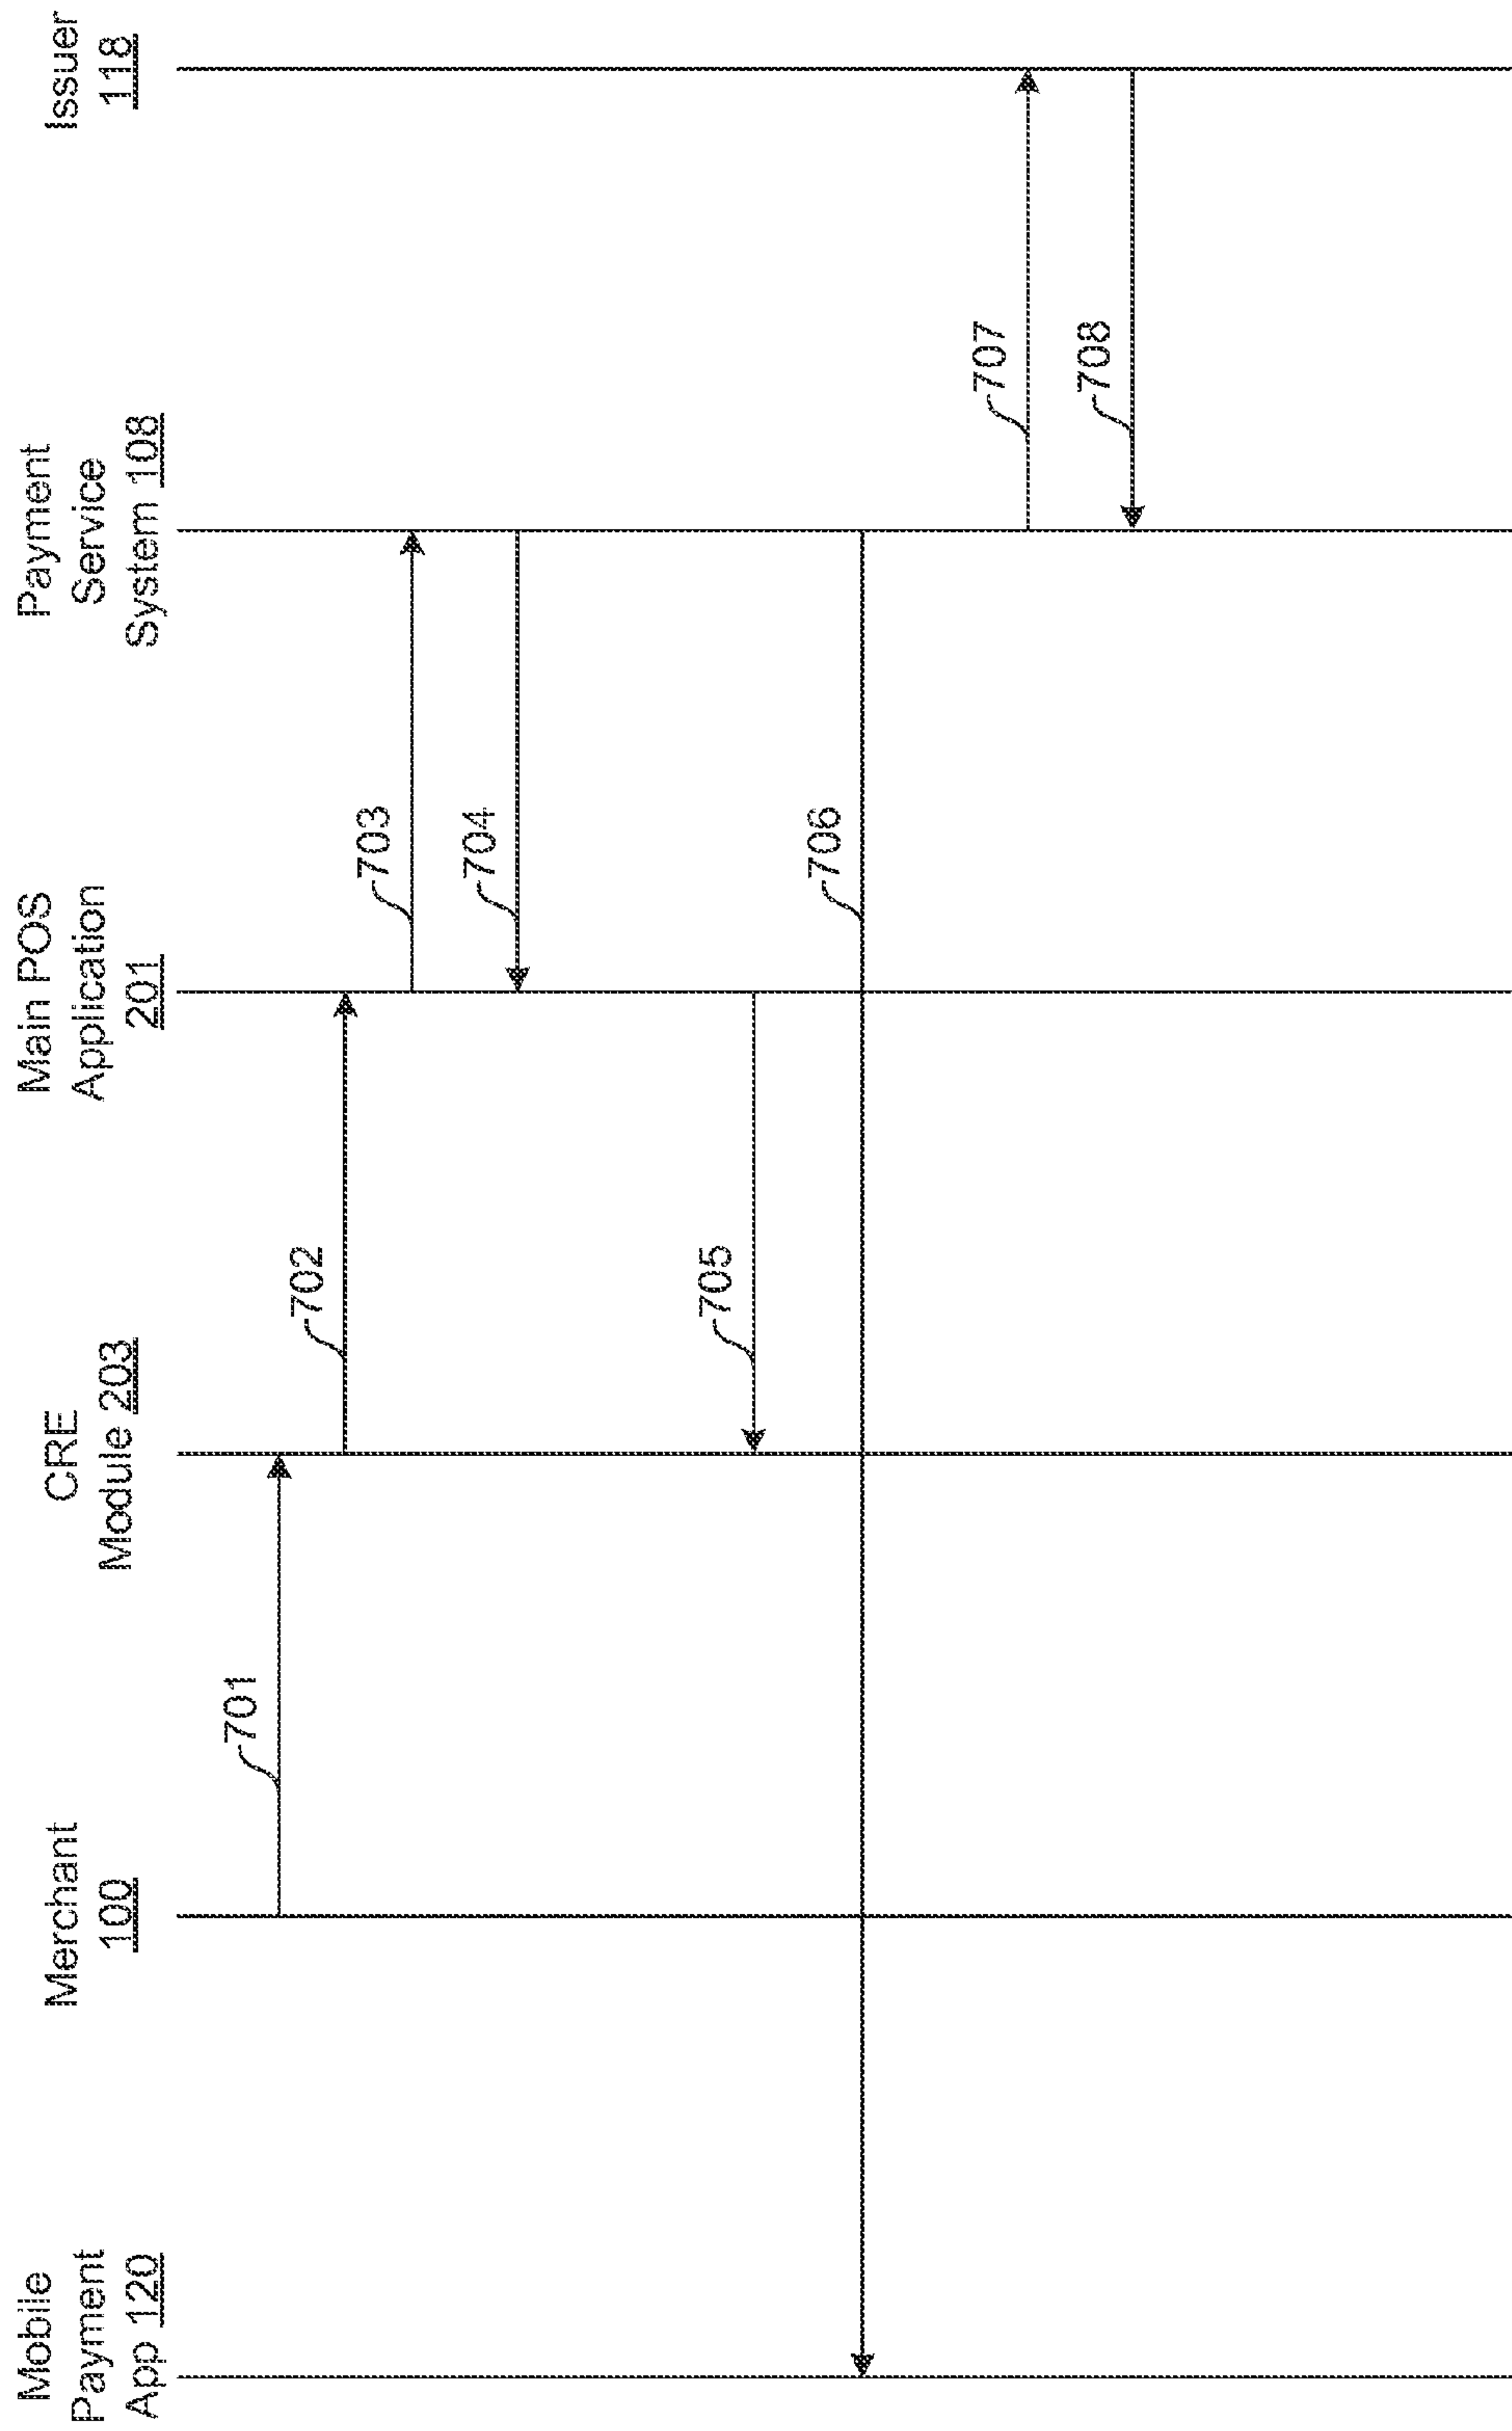 Mobile
Payment
App 120
Merchant
100
CRE
Module 203
Main POS
Application
201
Payment
Service
System 108
Issuer
118
701
702
703
704
705
706
707
708